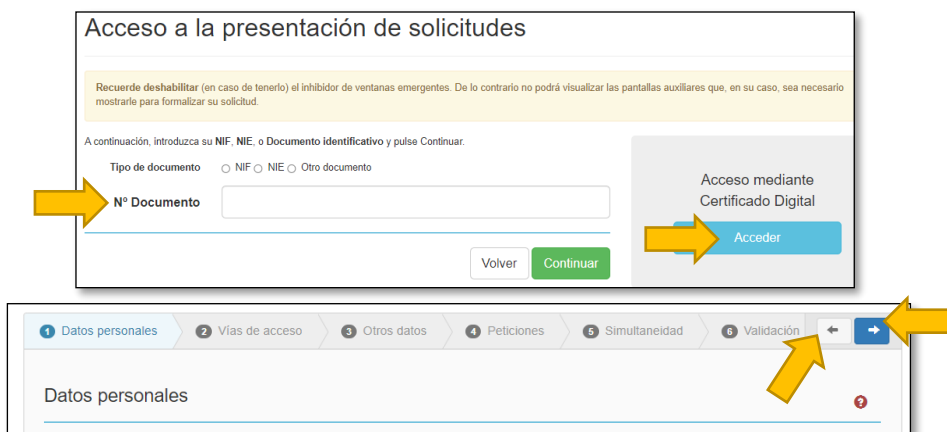 Acceso a la presentación de solicitudes
Recuerde deshabilitar (en caso de tenerlo) el inhibidor de ventanas emergentes. De lo contrario no podrá visualizar las pantallas auxiliares que, en su caso, sea necesario
mostrarle para formalizar su solicitud.
A continuación, introduzca su NIF, NIE, o Documento identificativo y pulse Continuar.
Tipo de documento NIF NIE Otro documento
Nº Documento
Volver Continuar
Acceso mediante
Certificado Digital
Acceder
1 Datos personales 2 Vías de acceso 3 Otros datos 4 Peticiones 5 Simultaneidad 6 Validación
Datos personales